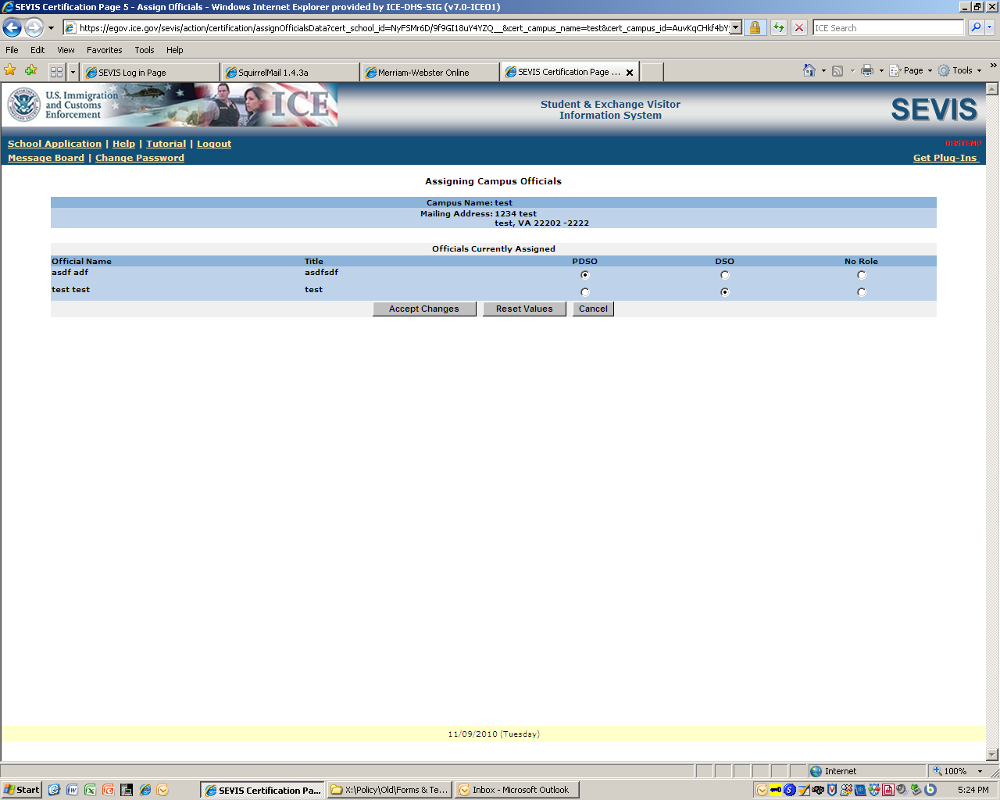 SEVIS Certification Page 5 - Assign Officials - Windows Internet Explorer provided by ICE-DHS-SIG (v7.0-ICE01)
https://egov.ice.gov/sevis/action/certification/assignOfficialsData?cert_school_id=NyFSMr6D/9f9GI18uY4YZQ__&cert_campus_name=test&cert_campus_id=AuvKqCHkf4bY
ICE Search
File Edit View Favorites Tools Help
SEVIS Log in Page SquirrelMail 1.4.3a Merriam-Webster Online SEVIS Certification Page ... Page Tools
U.S. Immigration
and Customs
Enforcement
ICE
Student & Exchange Visitor
Information System
SEVIS
School Application | Help | Tutorial | Logout
DHSTEMP
Message Board | Change Password
Get Plug-Ins
Assigning Campus Officials
Campus Name: test
Mailing Address: 1234 test
test, VA 22202 -2222
Officials Currently Assigned
Official Name Title PDSO DSO No Role
asdf adf asdfsdf
test test test
Accept Changes Reset Values Cancel
11/09/2010 (Tuesday)
Internet 100%
Start SEVIS Certification Pa... X:\Policy\Old\Forms & Te... Inbox - Microsoft Outlook 5:24 PM